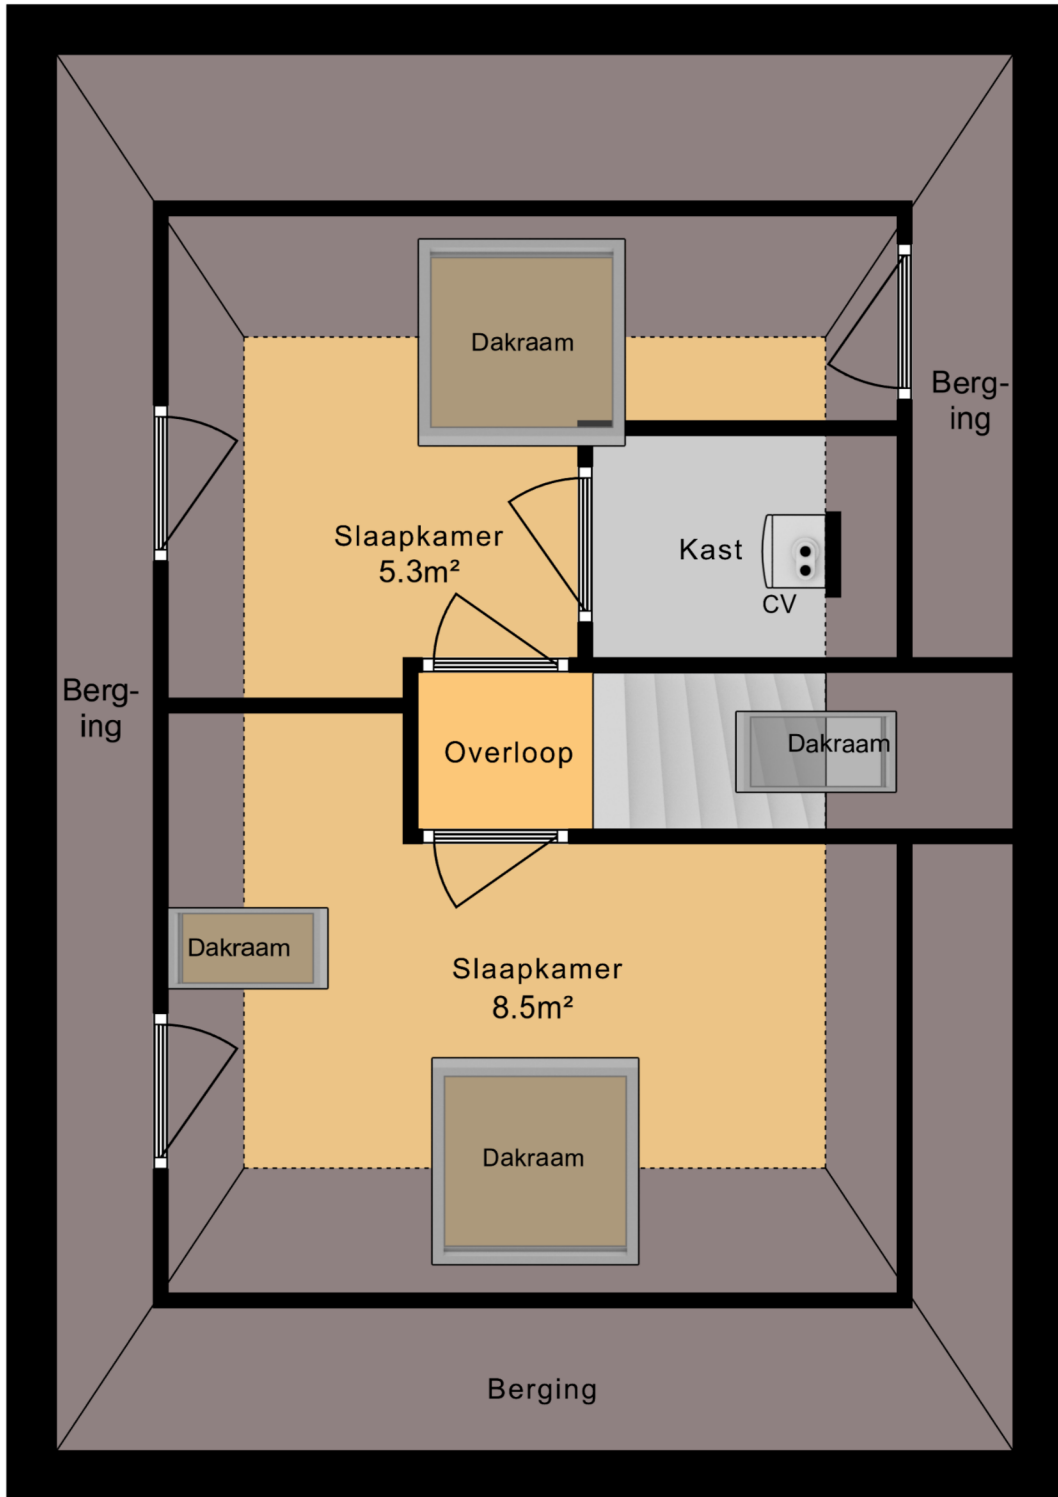 Dakraam
Berg-
ing
Slaapkamer
5.3m²
Kast
CV
Berg-
ing
Overloop
Dakraam
Dakraam
Slaapkamer
8.5m²
Dakraam
Berging